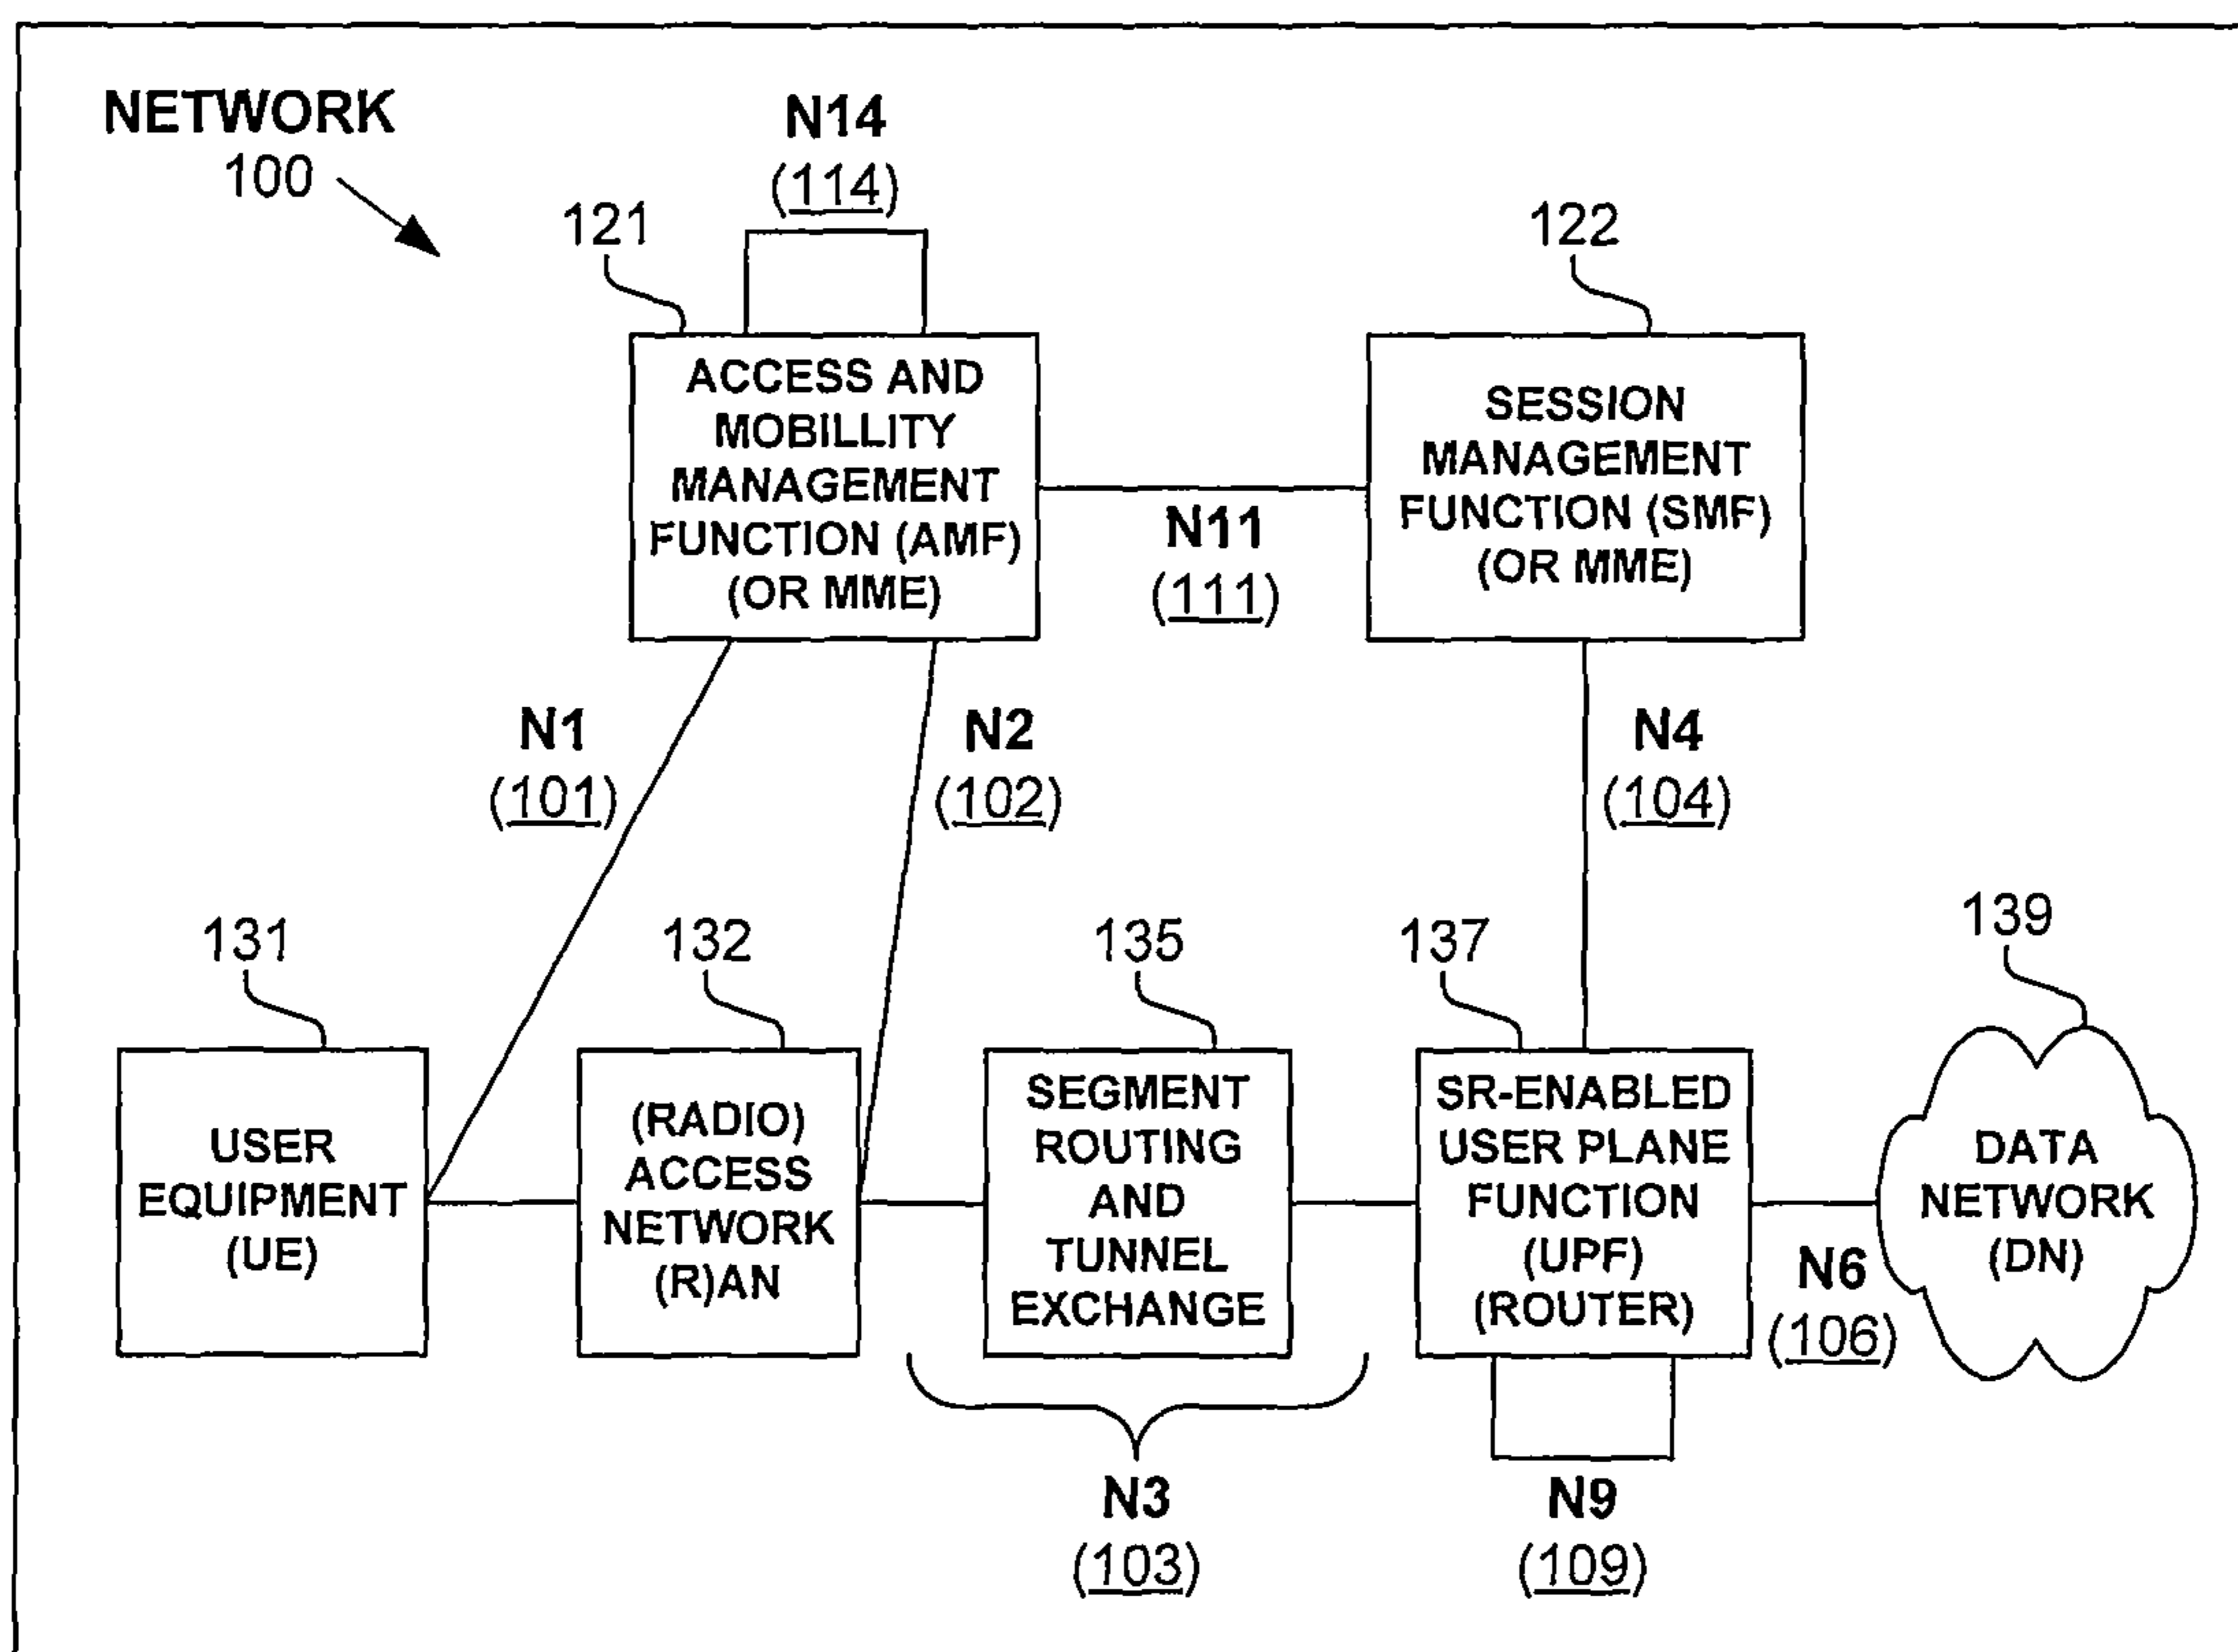 NETWORK
100
N14
(114)
121
122
ACCESS AND
MOBILLITY
MANAGEMENT
FUNCTION (AMF)
(OR MME)
N11
(111)
SESSION
MANAGEMENT
FUNCTION (SMF)
(OR MME)
N1
(101)
N2
(102)
N4
(104)
131
132
135
137
139
USER
EQUIPMENT
(UE)
(RADIO)
ACCESS
NETWORK
(R)AN
SEGMENT
ROUTING
AND
TUNNEL
EXCHANGE
SR-ENABLED
USER PLANE
FUNCTION
(UPF)
(ROUTER)
N6
(106)
DATA
NETWORK
(DN)
N3
(103)
N9
(109)